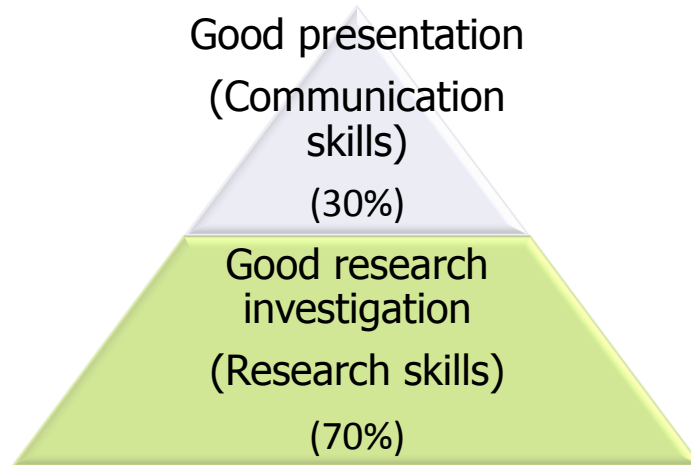 Good presentation
(Communication
skills)
(30%)
Good research
investigation
(Research skills)
(70%)